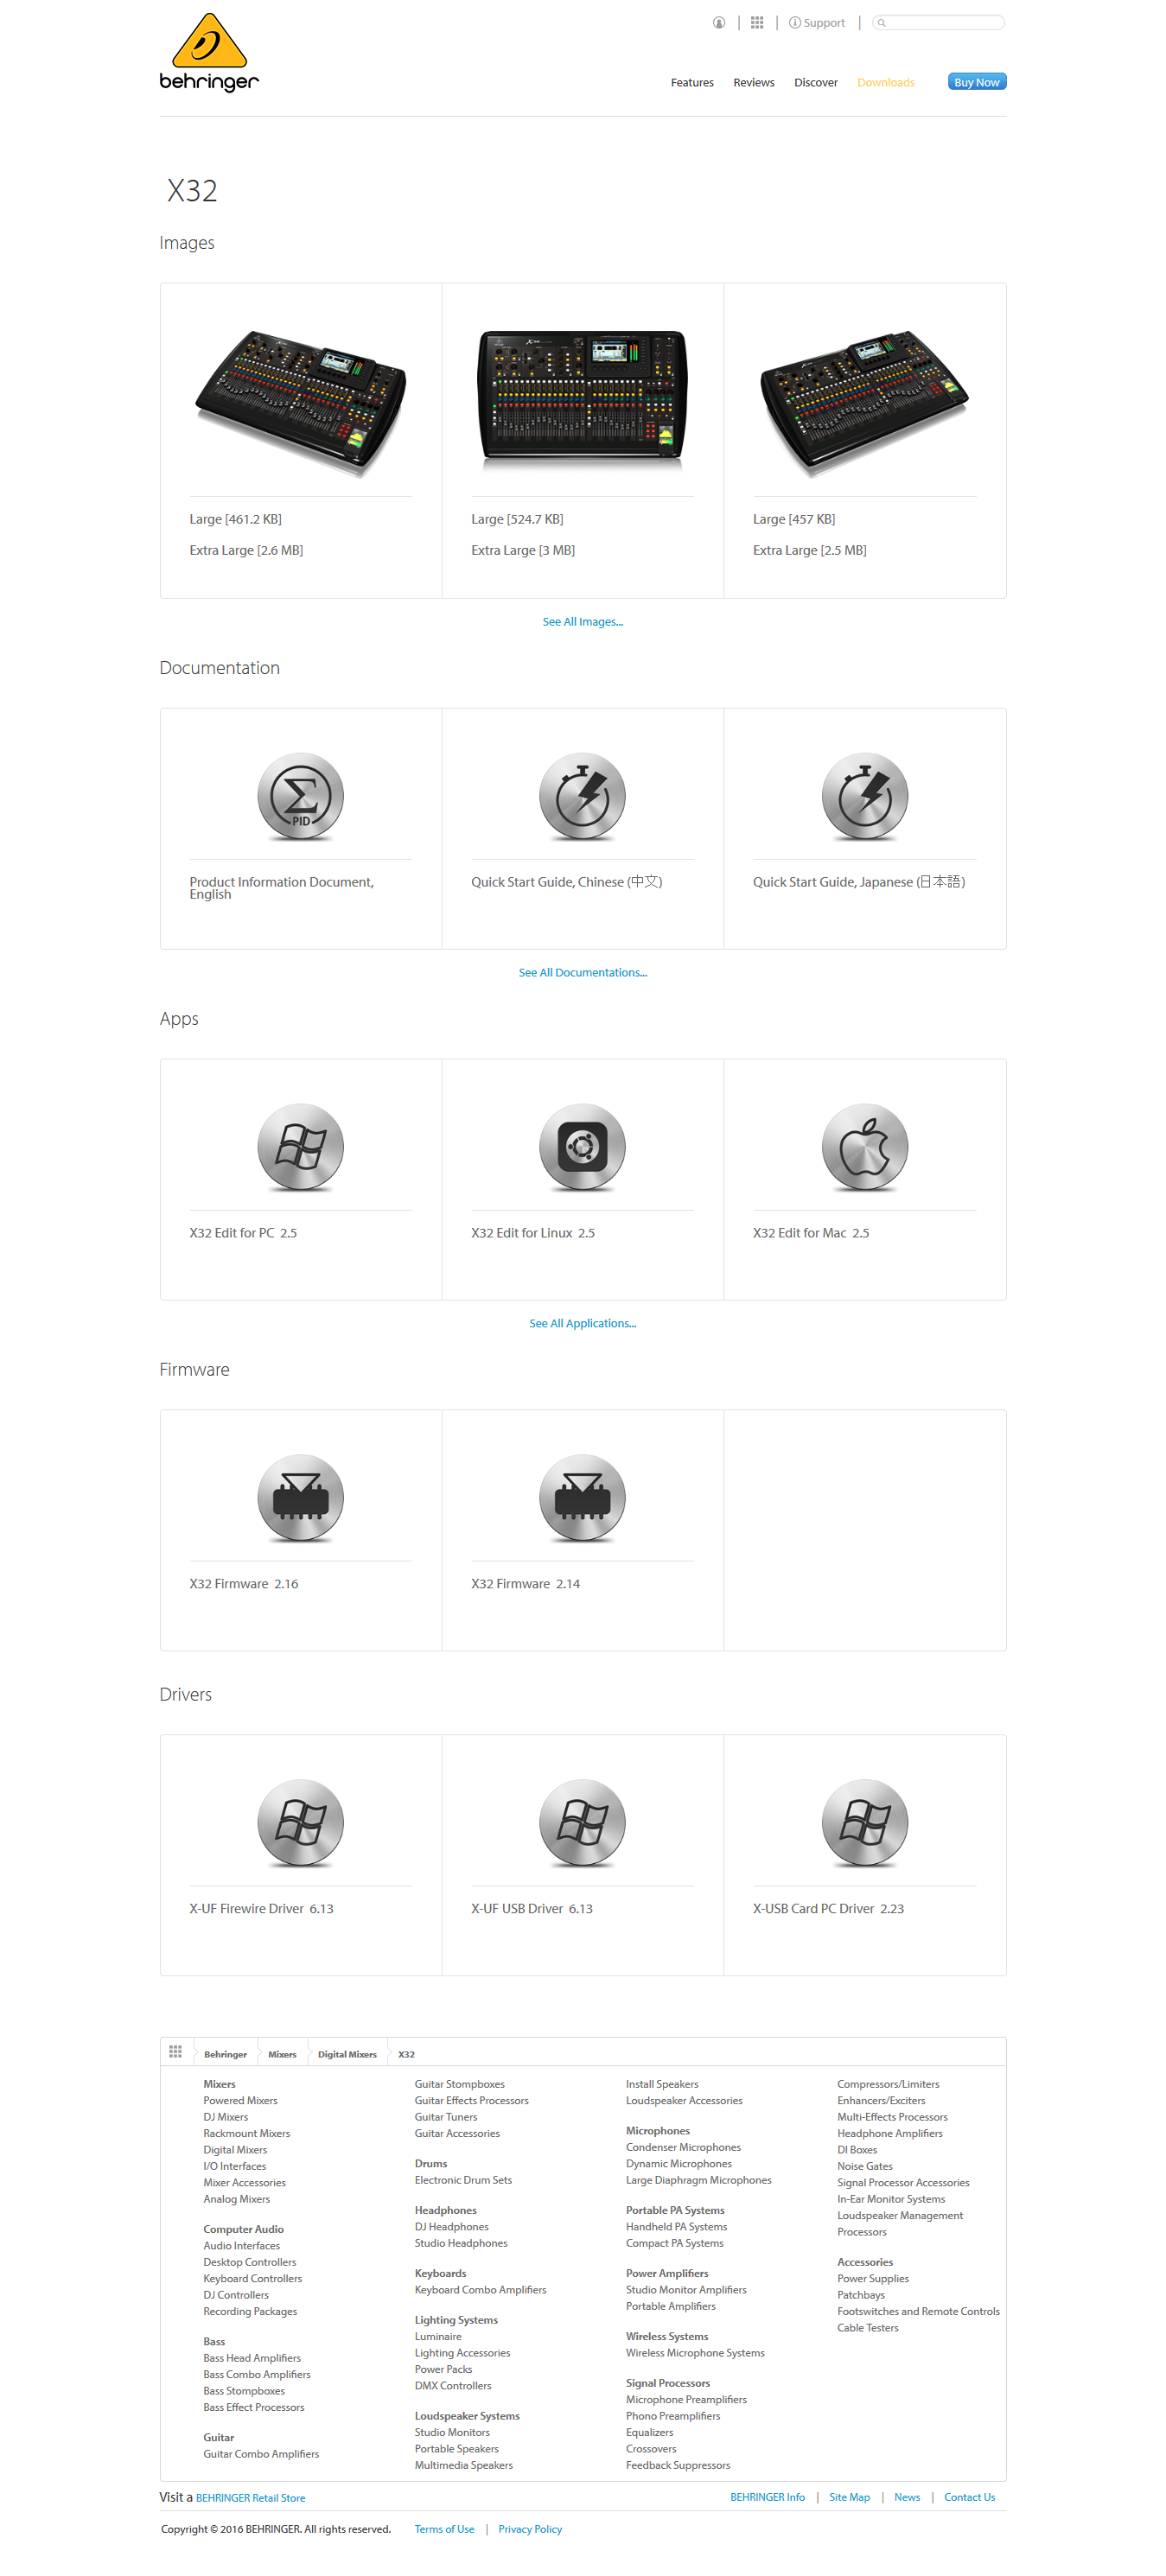 behringer
Support
Features Reviews Discover Downloads Buy Now
X32
Images
Large [461.2 KB]
Extra Large [2.6 MB]
Large [524.7 KB]
Extra Large [3 MB]
Large [457 KB]
Extra Large [2.5 MB]
See All Images...
Documentation
PID
Product Information Document,
English
Quick Start Guide, Chinese (中文)
Quick Start Guide, Japanese (日本語)
See All Documentations...
Apps
X32 Edit for PC 2.5
X32 Edit for Linux 2.5
X32 Edit for Mac 2.5
See All Applications...
Firmware
X32 Firmware 2.16
X32 Firmware 2.14
Drivers
X-UF Firewire Driver 6.13
X-UF USB Driver 6.13
X-USB Card PC Driver 2.23
Behringer Mixers Digital Mixers X32
Mixers
Powered Mixers
DJ Mixers
Rackmount Mixers
Digital Mixers
I/O Interfaces
Mixer Accessories
Analog Mixers
Computer Audio
Audio Interfaces
Desktop Controllers
Keyboard Controllers
DJ Controllers
Recording Packages
Bass
Bass Head Amplifiers
Bass Combo Amplifiers
Bass Stompboxes
Bass Effect Processors
Guitar
Guitar Combo Amplifiers
Guitar Stompboxes
Guitar Effects Processors
Guitar Tuners
Guitar Accessories
Drums
Electronic Drum Sets
Headphones
DJ Headphones
Studio Headphones
Keyboards
Keyboard Combo Amplifiers
Lighting Systems
Luminaire
Lighting Accessories
Power Packs
DMX Controllers
Loudspeaker Systems
Studio Monitors
Portable Speakers
Multimedia Speakers
Install Speakers
Loudspeaker Accessories
Microphones
Condenser Microphones
Dynamic Microphones
Large Diaphragm Microphones
Portable PA Systems
Handheld PA Systems
Compact PA Systems
Power Amplifiers
Studio Monitor Amplifiers
Portable Amplifiers
Wireless Systems
Wireless Microphone Systems
Signal Processors
Microphone Preamplifiers
Phono Preamplifiers
Equalizers
Crossovers
Feedback Suppressors
Compressors/Limiters
Enhancers/Exciters
Multi-Effects Processors
Headphone Amplifiers
DI Boxes
Noise Gates
Signal Processor Accessories
In-Ear Monitor Systems
Loudspeaker Management
Processors
Accessories
Power Supplies
Patchbays
Footswitches and Remote Controls
Cable Testers
Visit a BEHRINGER Retail Store
BEHRINGER Info | Site Map | News | Contact Us
Copyright © 2016 BEHRINGER. All rights reserved. Terms of Use | Privacy Policy